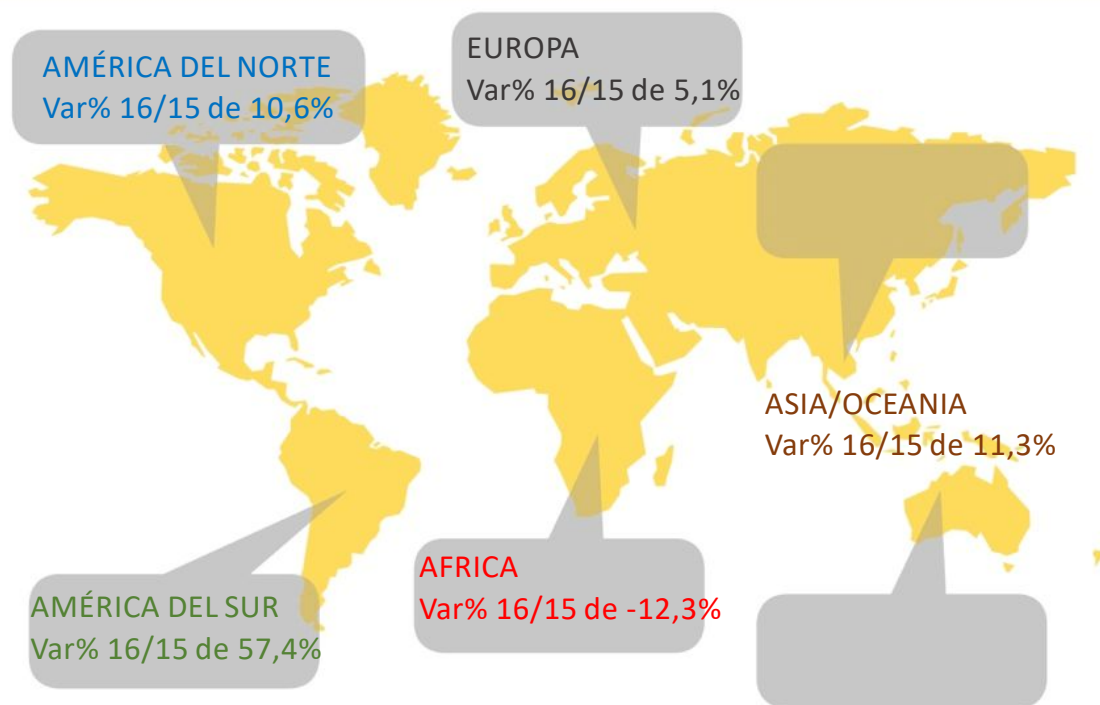 AMÉRICA DEL NORTE
Var% 16/15 de 10,6%
EUROPA
Var% 16/15 de 5,1%
ASIA/OCEANIA
Var% 16/15 de 11,3%
AFRICA
Var% 16/15 de -12,3%
AMÉRICA DEL SUR
Var% 16/15 de 57,4%